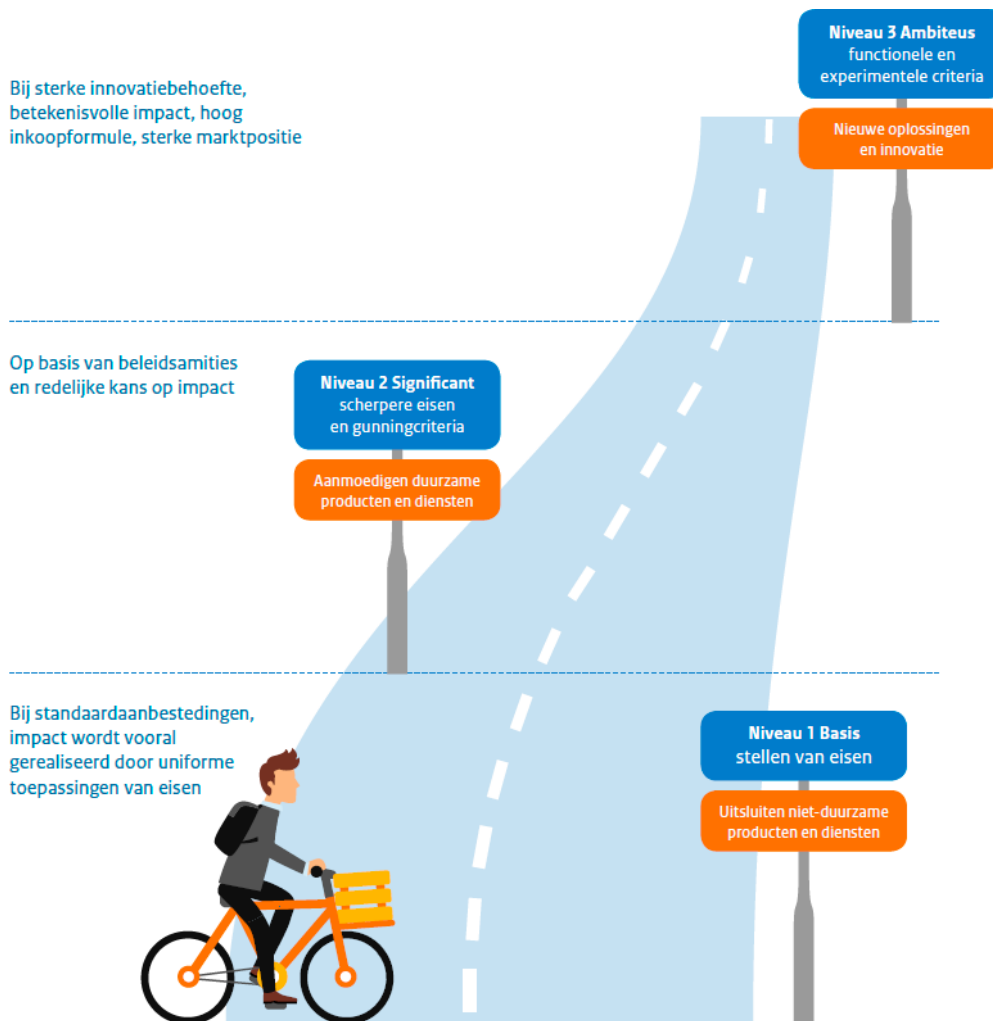 Niveau 3 Ambiteus
functionele en
experimentele criteria
Nieuwe oplossingen
en innovatie
Bij sterke innovatiebehoefte,
betekenisvolle impact, hoog
inkoopformule, sterke marktpositie
Op basis van beleidsamities
en redelijke kans op impact
Niveau 2 Significant
scherpere eisen
en gunningcriteria
Aanmoedigen duurzame
producten en diensten
Bij standaardaanbestedingen,
impact wordt vooral
gerealiseerd door uniforme
toepassingen van eisen
Niveau 1 Basis
stellen van eisen
Uitsluiten niet-duurzame
producten en diensten